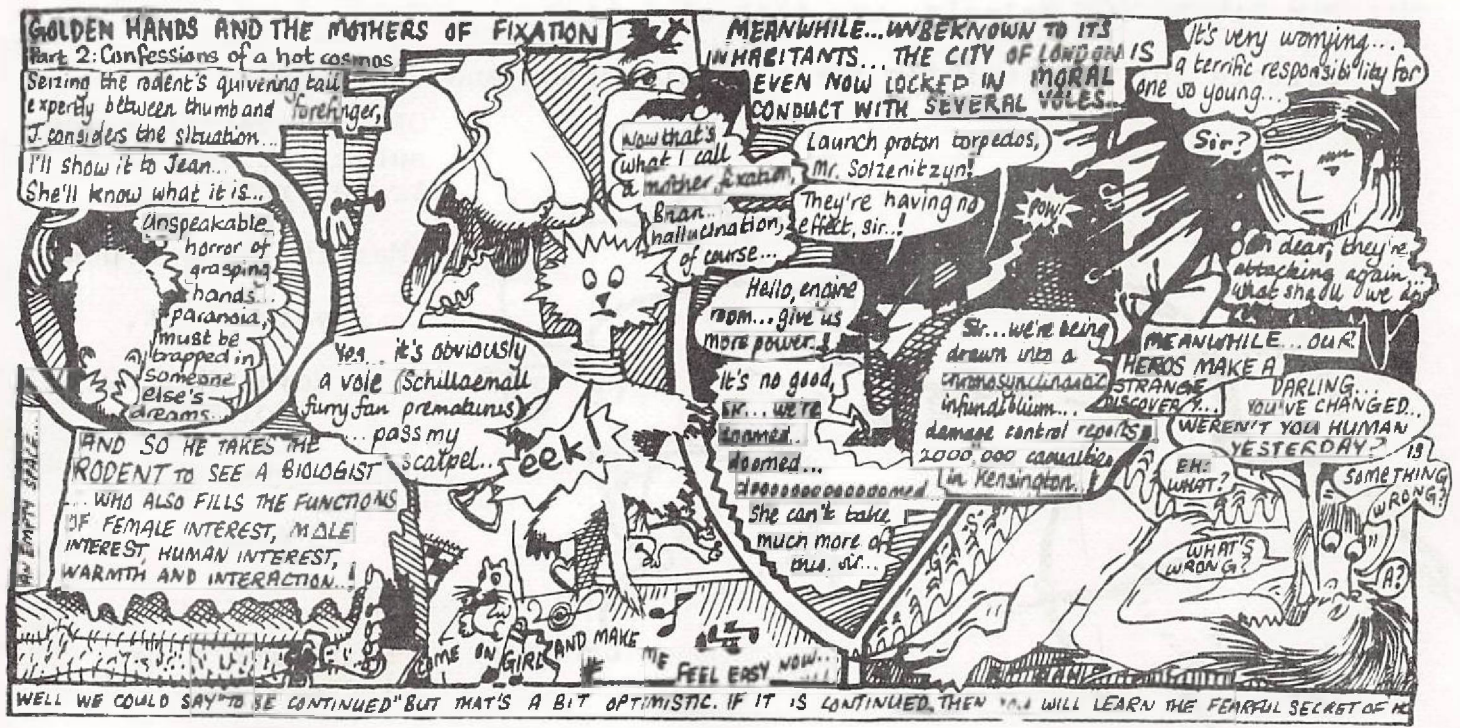 GOLDEN HANDS AND THE MOTHERS OF FIXATION
Part 2: Confessions of a hot cosmos
Seizing the rodent's quivering tail
expertly between thumb and forefinger,
J. considers the situation...
I'll show it to Jean...
She'll know what it is...
Unspeakable
horror of
grasping
hands...
paranoia,
must be
trapped in
someone
else's
dreams...
AN EMPTY SPACE...
AND SO HE TAKES THE
RODENT TO SEE A BIOLOGIST
...WHO ALSO FILLS THE FUNCTIONS
OF FEMALE INTEREST, MALE
INTEREST, HUMAN INTEREST,
WARMTH AND INTERACTION..!
Now that's
what I call
a mother fixation,
Brian...
hallucination,
of course...
Yes... it's obviously
a vole (Schillaemall
furry fan prematurus)
... pass my
scalpel...
eek!
COME ON GIRL AND MAKE
ME FEEL EASY NOW...
MEANWHILE...UNBEKNOWN TO ITS
INHABITANTS... THE CITY OF LONDON IS
EVEN NOW LOCKED IN MORAL
CONDUCT WITH SEVERAL VOLES...
Launch proton torpedos,
Mr. Solzenitzyn!
They're having no
effect, sir..!
POW!
Hello, engine
room... give us
more power..!
It's no good,
sir... we're
doomed..
doomed...
dooooooooooooomed
she can't take
much more of
this. sir...
Sir... we're being
drawn into a
chronosynclinastic
infundiblium...
damage control reports
2000,000 casualties
in Kensington.
It's very worrying...
a terrific responsibility for
one so young...
Sir?
Oh dear, they're
attacking again...
what shall we do?
MEANWHILE... OUR
HEROS MAKE A
STRANGE
DISCOVERY...
DARLING...
YOU'VE CHANGED...
WEREN'T YOU HUMAN
YESTERDAY?
EH?
WHAT?
IS
SOMETHING
WRONG?
WHAT'S
WRONG?
A?
WELL WE COULD SAY "TO BE CONTINUED" BUT THAT'S A BIT OPTIMISTIC. IF IT IS CONTINUED, THEN YOU WILL LEARN THE FEARFUL SECRET OF